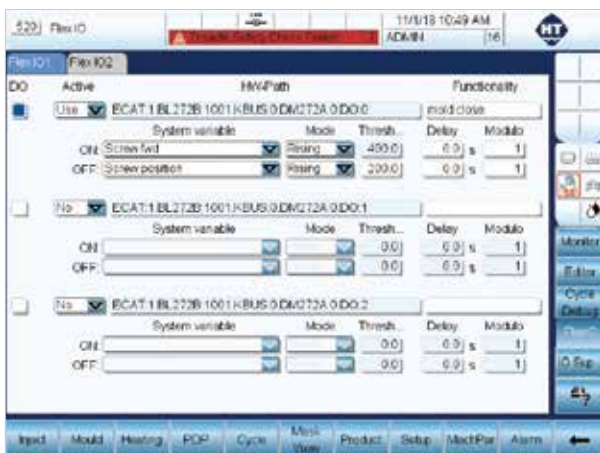 529 Flex IO
11/1/18 10:49 AM
ADMIN 16
HT
Flex IO1 Flex IO2
DO Active HW-Path Functionality
Use ECAT:1:BL272B:1001:KBUS:0:DM272A:0:DO:0 mold close
System variable Mode Thresh... Delay Modulo
ON: Screw fwd Rising 400.0 0.0 s 1
OFF: Screw position Rising 200.0 0.0 s 1
No ECAT:1:BL272B:1001:KBUS:0:DM272A:0:DO:1
System variable Mode Thresh... Delay Modulo
ON: 0.0 0.0 s 1
OFF: 0.0 0.0 s 1
No ECAT:1:BL272B:1001:KBUS:0:DM272A:0:DO:2
System variable Mode Thresh... Delay Modulo
ON: 0.0 0.0 s 1
OFF: 0.0 0.0 s 1
Monitor
Editor
Cycle
Debug
IO Sup
Inject Mould Heating PDP Cycle Mask View Product Setup MachPar Alarm